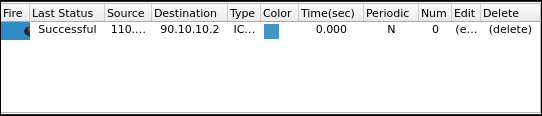 Fire Last Status Source Destination Type Color Time(sec) Periodic Num Edit Delete
Successful 110.... 90.10.10.2 IC... 0.000 N 0 (e... (delete)